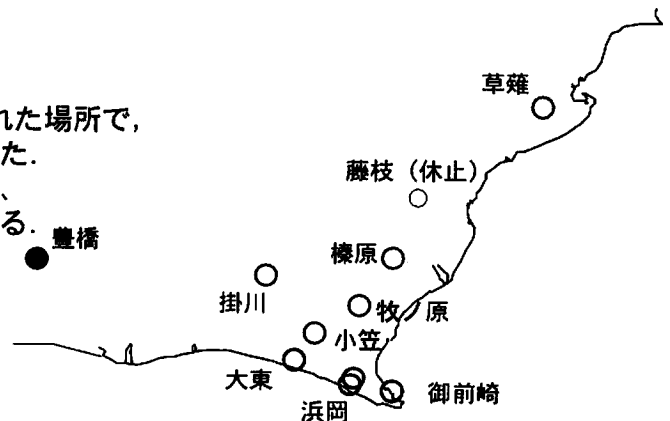 草薙
れた場所で,
た.
藤枝（休止）
、
る.
豊橋
榛原
掛川
牧ノ原
小笠
大東
御前崎
浜岡